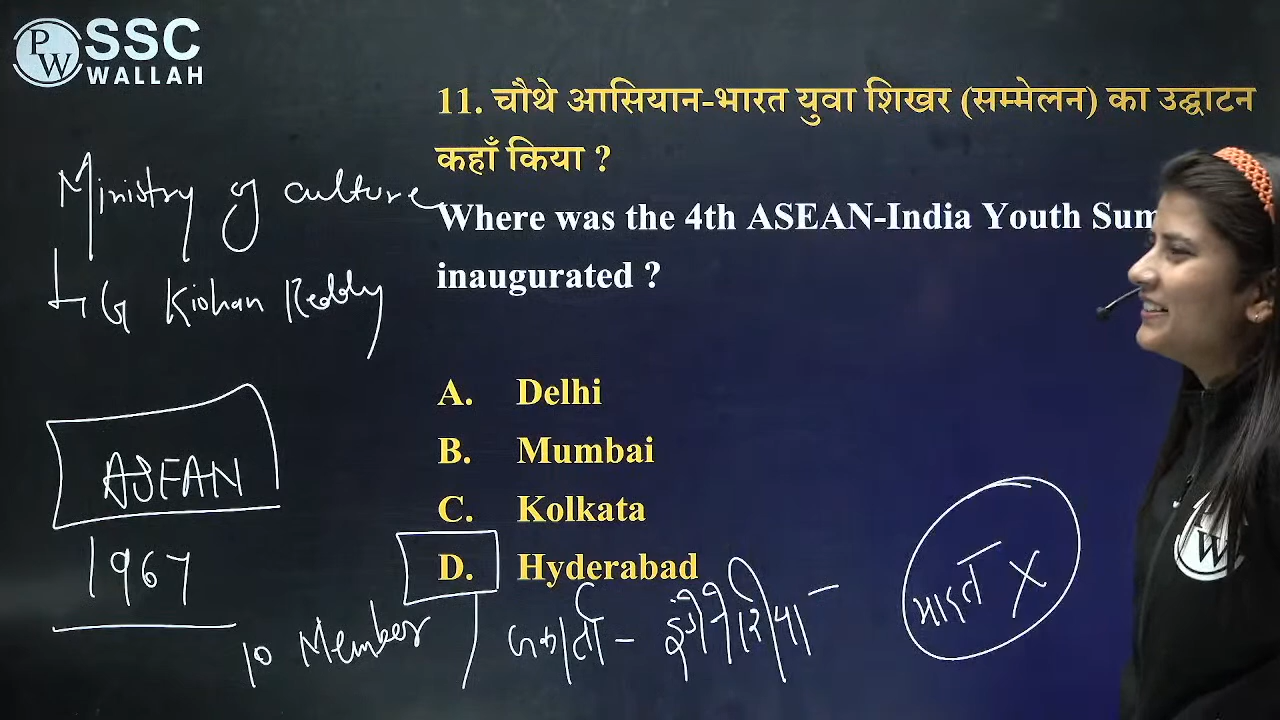 PW SSC
WALLAH
11. चौथे आसियान-भारत युवा शिखर (सम्मेलन) का उद्घाटन
कहाँ किया ?
Where was the 4th ASEAN-India Youth Sum
inaugurated ?
A. Delhi
B. Mumbai
C. Kolkata
D. Hyderabad
Ministry of culture
G Kishan Reddy
ASEAN
1967
10 Member
जकार्ता - इंडोनेशिया
भारत X
W